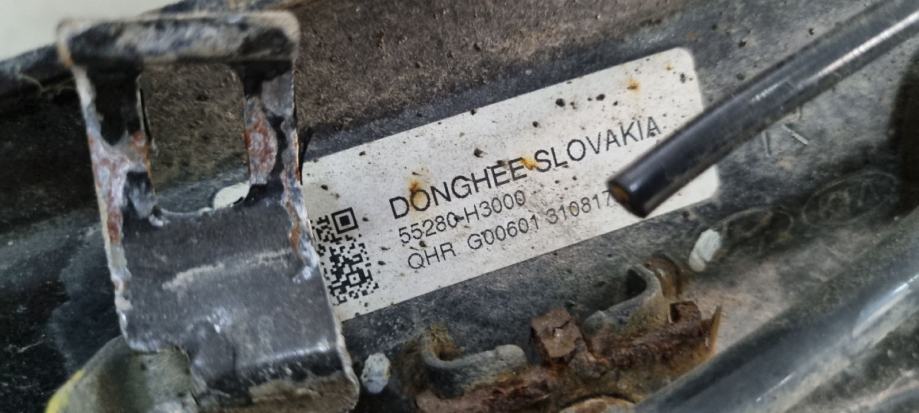 DONGHEE SLOVAKIA
55280-H3000
QHR G00601 310817